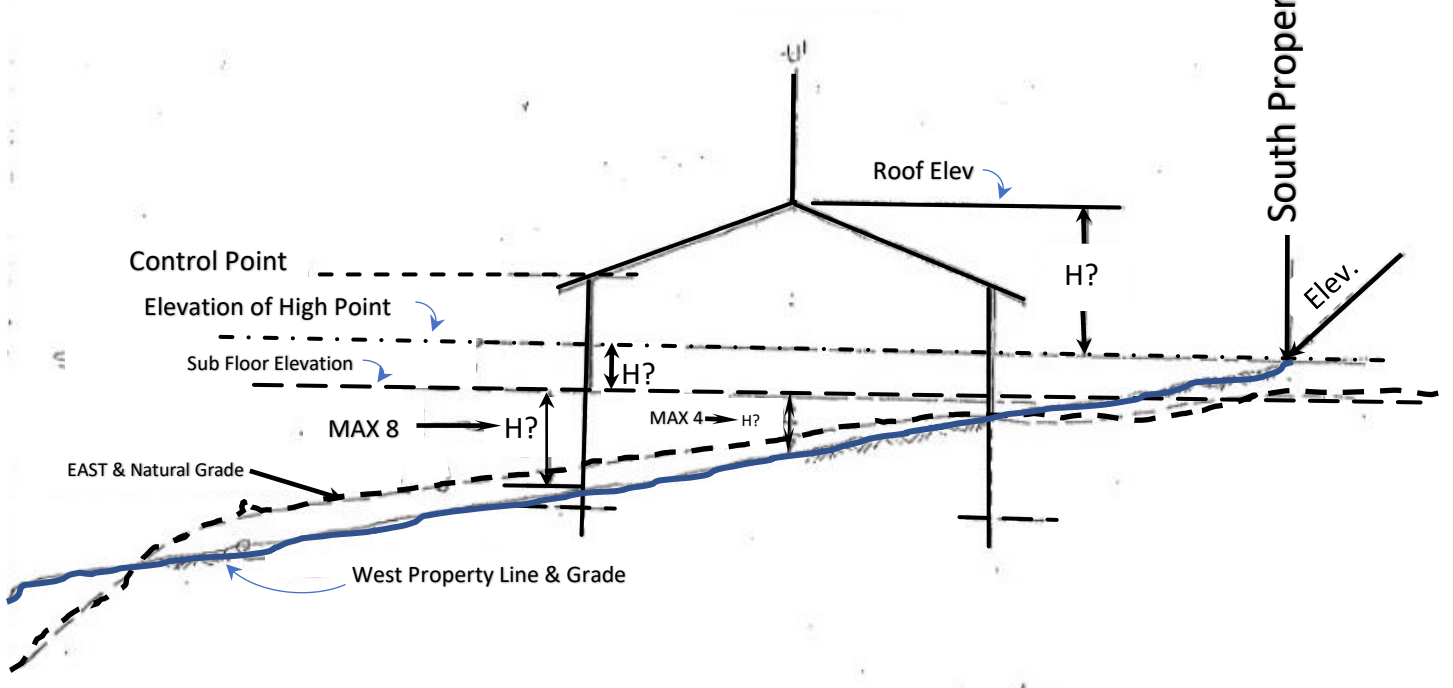 South Proper
Roof Elev
Control Point
H?
Elev.
Elevation of High Point
Sub Floor Elevation
H?
MAX 8
H?
MAX 4
H?
EAST & Natural Grade
West Property Line & Grade